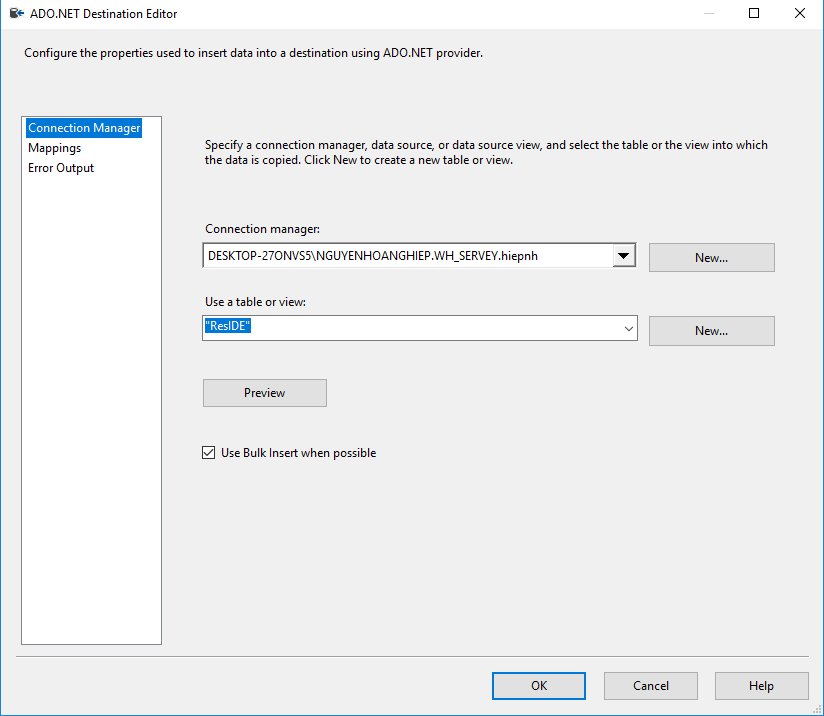 ADO.NET Destination Editor
Configure the properties used to insert data into a destination using ADO.NET provider.
Connection Manager
Mappings
Error Output
Specify a connection manager, data source, or data source view, and select the table or the view into which
the data is copied. Click New to create a new table or view.
Connection manager:
DESKTOP-27ONVS5\NGUYENHOANGHIEP.WH_SERVEY.hiepnh
New...
Use a table or view:
"ResIDE"
New...
Preview
Use Bulk Insert when possible
OK
Cancel
Help